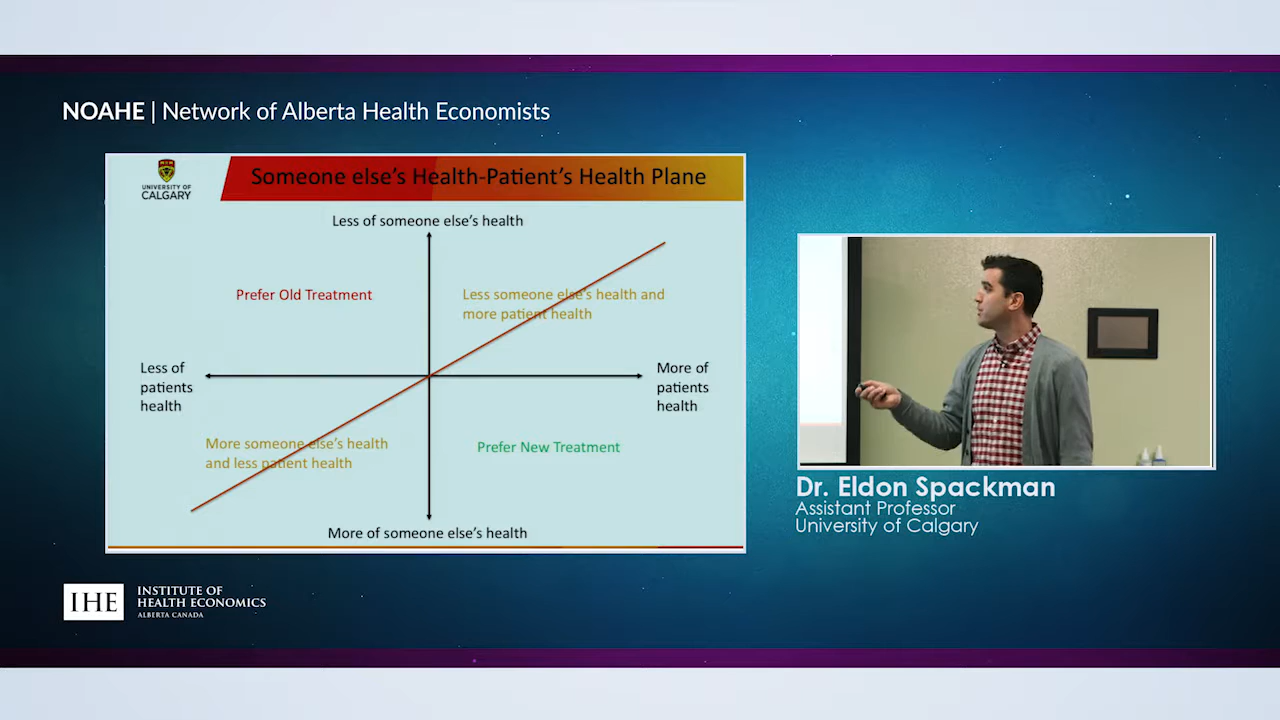 NOAHE | Network of Alberta Health Economists
UNIVERSITY OF
CALGARY
Someone else's Health-Patient's Health Plane
Less of someone else's health
Prefer Old Treatment
Less someone else's health and
more patient health
Less of
patients
health
More of
patients
health
More someone else's health
and less patient health
Prefer New Treatment
More of someone else's health
Dr. Eldon Spackman
Assistant Professor
University of Calgary
IHE
INSTITUTE OF
HEALTH ECONOMICS
ALBERTA CANADA